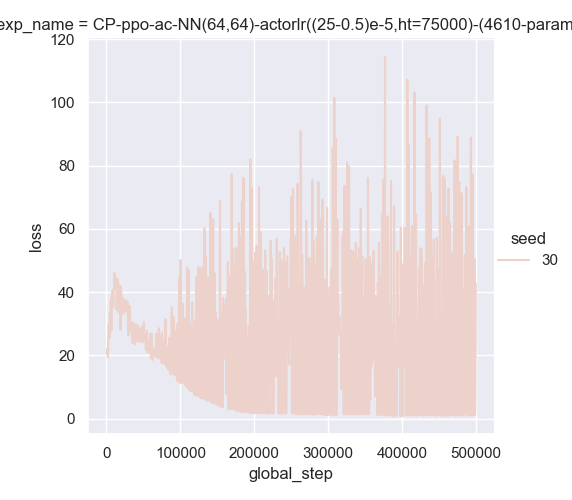 exp_name = CP-ppo-ac-NN(64,64)-actorlr((25-0.5)e-5,ht=75000)-(4610-param
120
100
80
60
40
20
0
loss
0 100000 200000 300000 400000 500000
global_step
seed
30